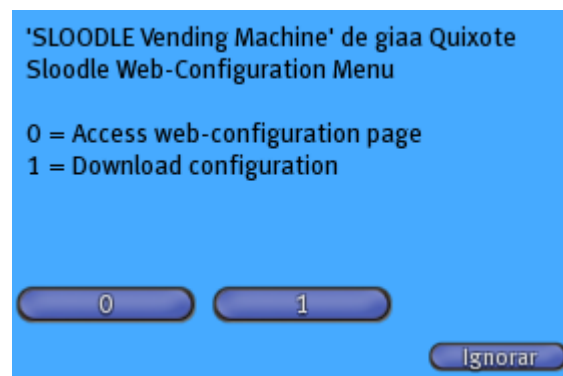 'SLOODLE Vending Machine' de giaa Quixote
Sloodle Web-Configuration Menu
0 = Access web-configuration page
1 = Download configuration
0 1
Ignorar